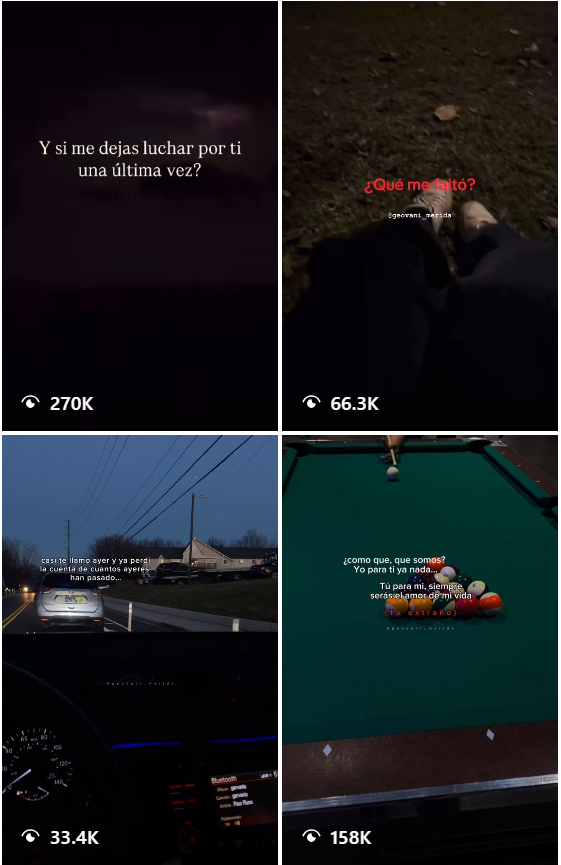 Y si me dejas luchar por ti
una última vez?
270K
¿Qué me faltó?
@geovani_merida
66.3K
casi te llamo ayer y ya perdí
la cuenta de cuantos ayeres
han pasado...
@geovani_merida
Bluetooth
33.4K
¿como que, que somos?
Yo para ti ya nada...
Tú para mi, siempre
serás el amor de mi vida
(Te extraño)
@geovani_merida
158K